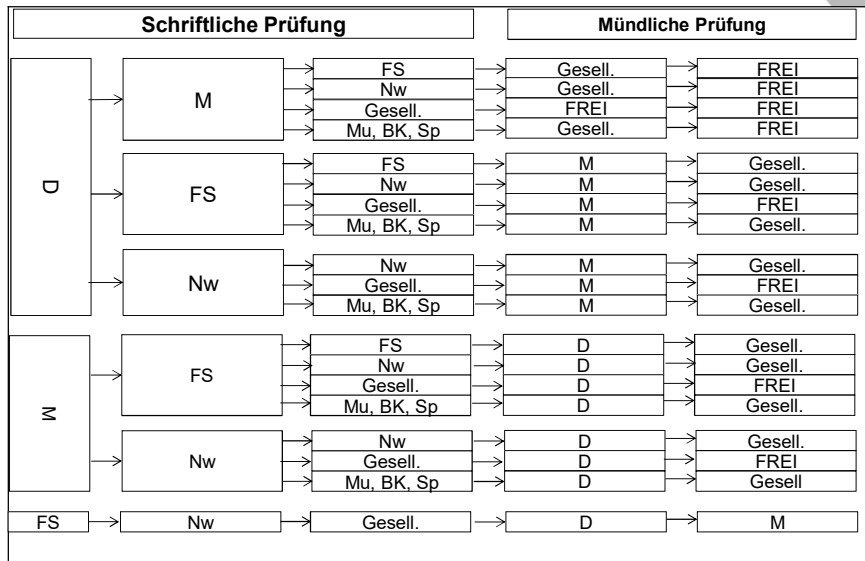 Schriftliche Prüfung Mündliche Prüfung
D M FS Gesell. FREI
Nw Gesell. FREI
Gesell. FREI FREI
Mu, BK, Sp Gesell. FREI
FS FS M Gesell.
Nw M Gesell.
Gesell. M FREI
Mu, BK, Sp M Gesell.
Nw Nw M Gesell.
Gesell. M FREI
Mu, BK, Sp M Gesell.
M FS FS D Gesell.
Nw D Gesell.
Gesell. D FREI
Mu, BK, Sp D Gesell.
Nw Nw D Gesell.
Gesell. D FREI
Mu, BK, Sp D Gesell
FS Nw Gesell. D M